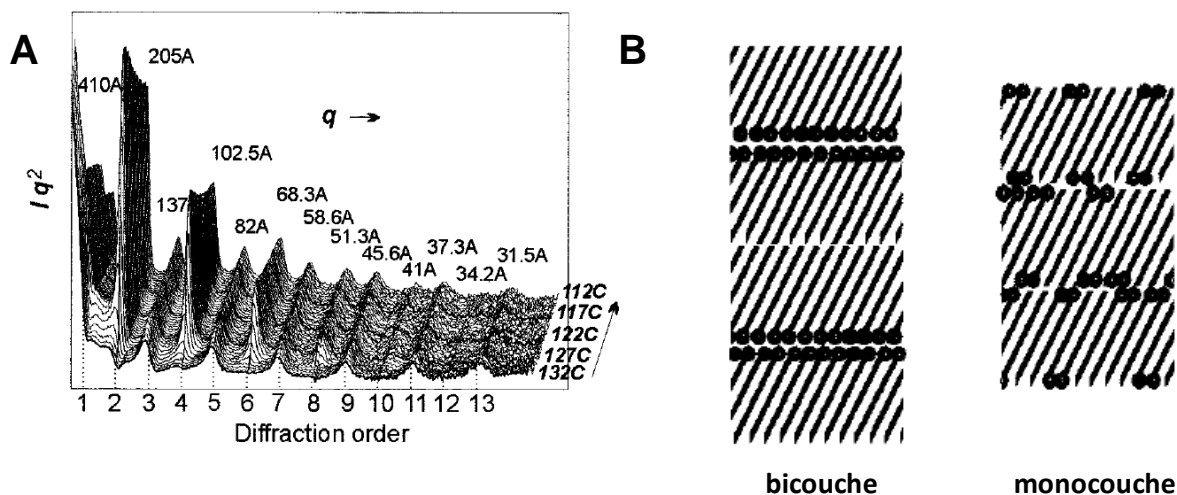 A
B
205A
410A
q →
102.5A
I q²
68.3A
137
58.6A
37.3A
82A
51.3A
31.5A
45.6A
41A
34.2A
112C
117C
122C
127C
132C
1 2 3 4 5 6 7 8 9 10 11 12 13
Diffraction order
bicouche
monocouche